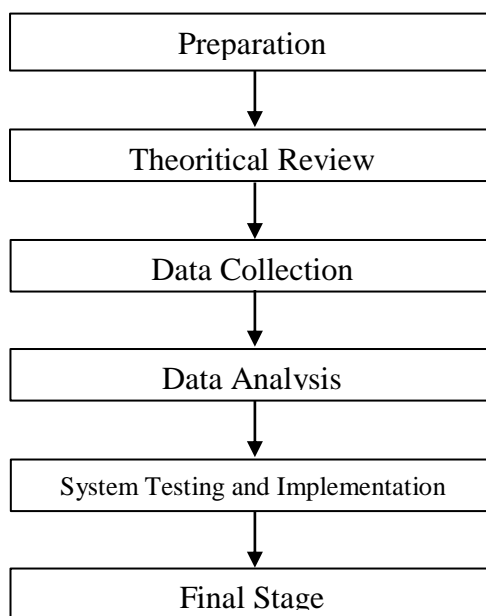 Preparation
Theoritical Review
Data Collection
Data Analysis
System Testing and Implementation
Final Stage